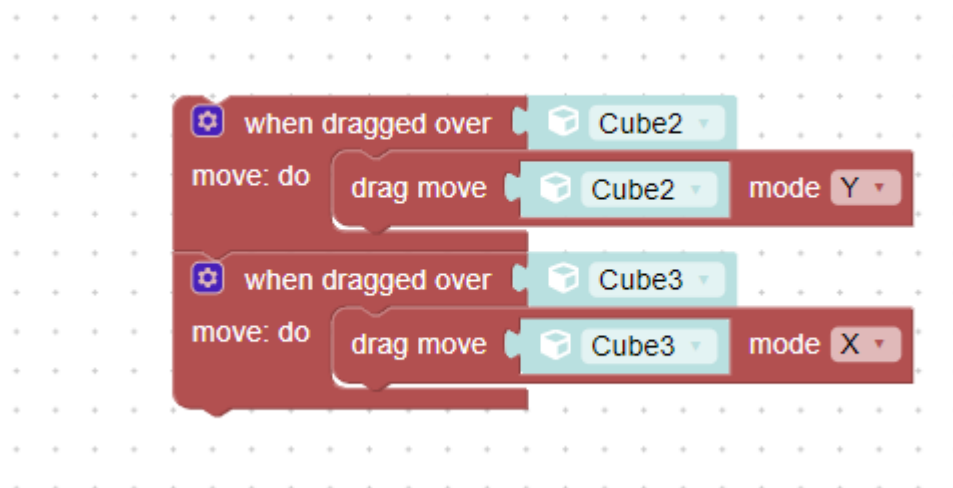 when dragged over Cube2
move: do drag move Cube2 mode Y
when dragged over Cube3
move: do drag move Cube3 mode X